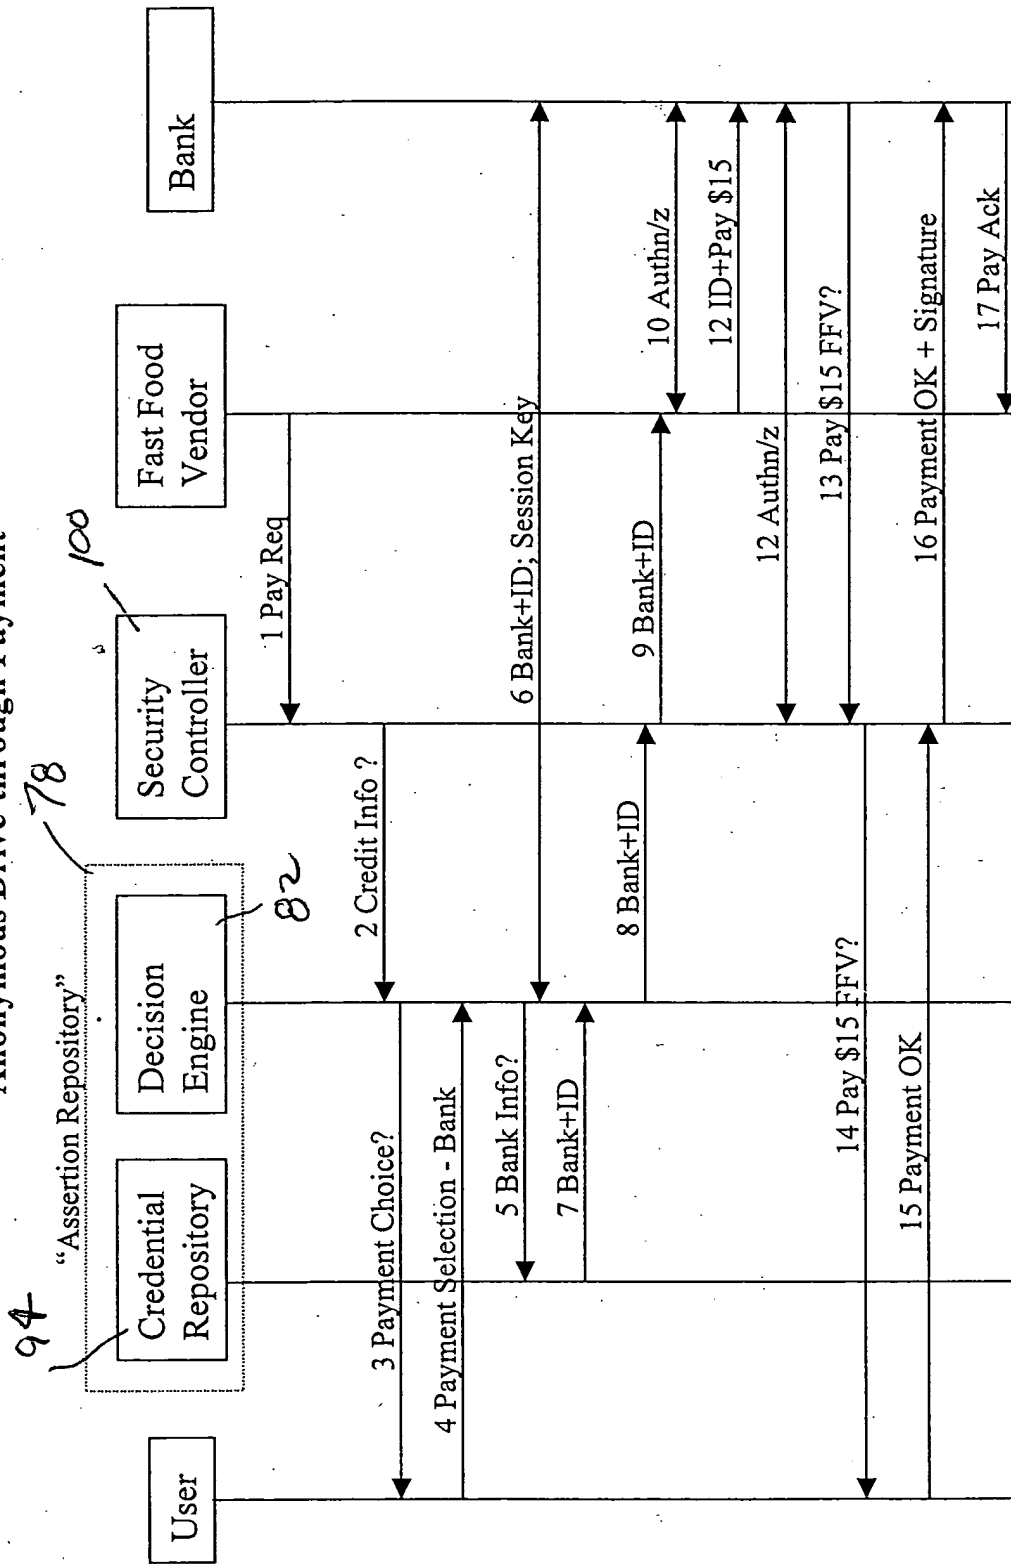 Anonymous Drive through Payment
"Assertion Repository"
94
78
82
100
User
Credential
Repository
Decision
Engine
Security
Controller
Fast Food
Vendor
Bank
1 Pay Req
2 Credit Info ?
3 Payment Choice?
4 Payment Selection - Bank
5 Bank Info?
6 Bank+ID; Session Key
7 Bank+ID
8 Bank+ID
9 Bank+ID
10 Authn/z
12 ID+Pay $15
12 Authn/z
13 Pay $15 FFV?
14 Pay $15 FFV?
15 Payment OK
16 Payment OK + Signature
17 Pay Ack